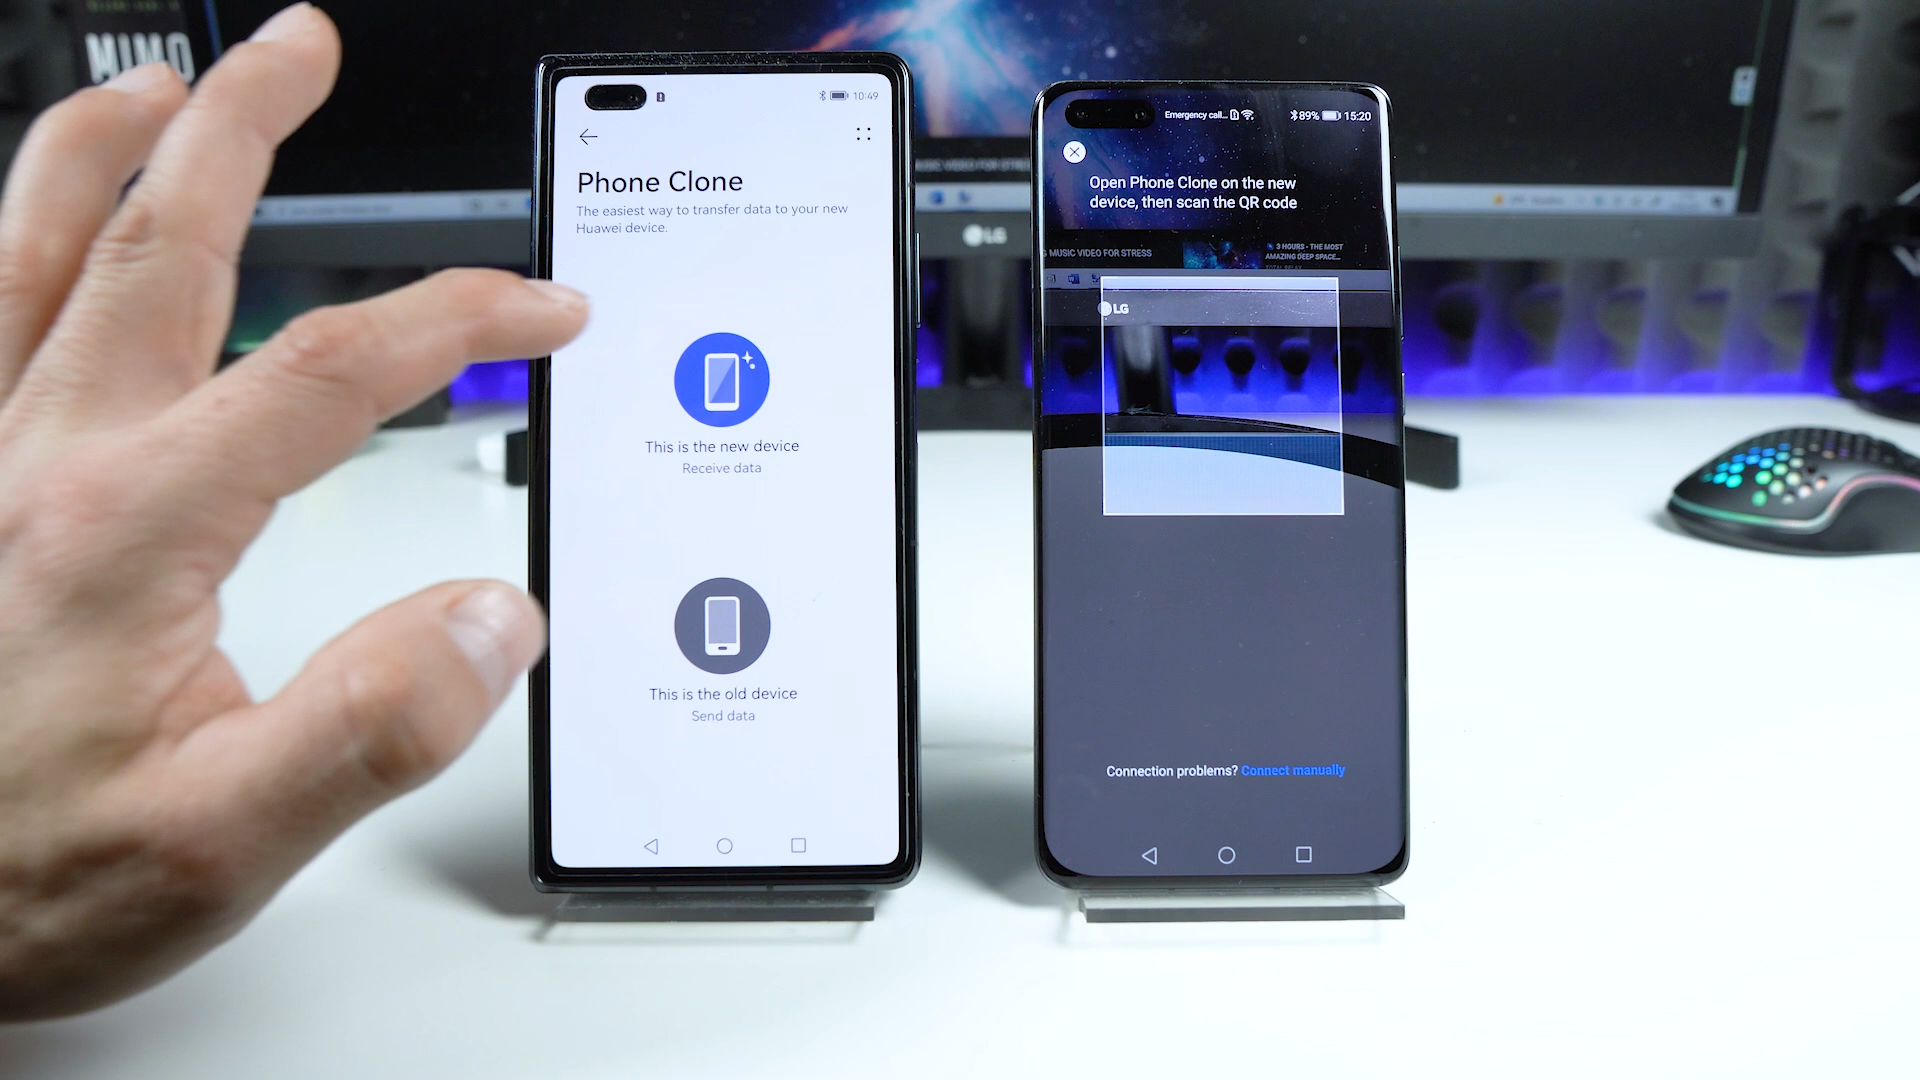 MIMO
10:49
Phone Clone
The easiest way to transfer data to your new
Huawei device.
This is the new device
Receive data
This is the old device
Send data
LG
Emergency call...
89%
15:20
Open Phone Clone on the new
device, then scan the QR code
G MUSIC VIDEO FOR STRESS
3 HOURS - THE MOST
AMAZING DEEP SPACE...
TOTAL RELAX
LG
Connection problems? Connect manually